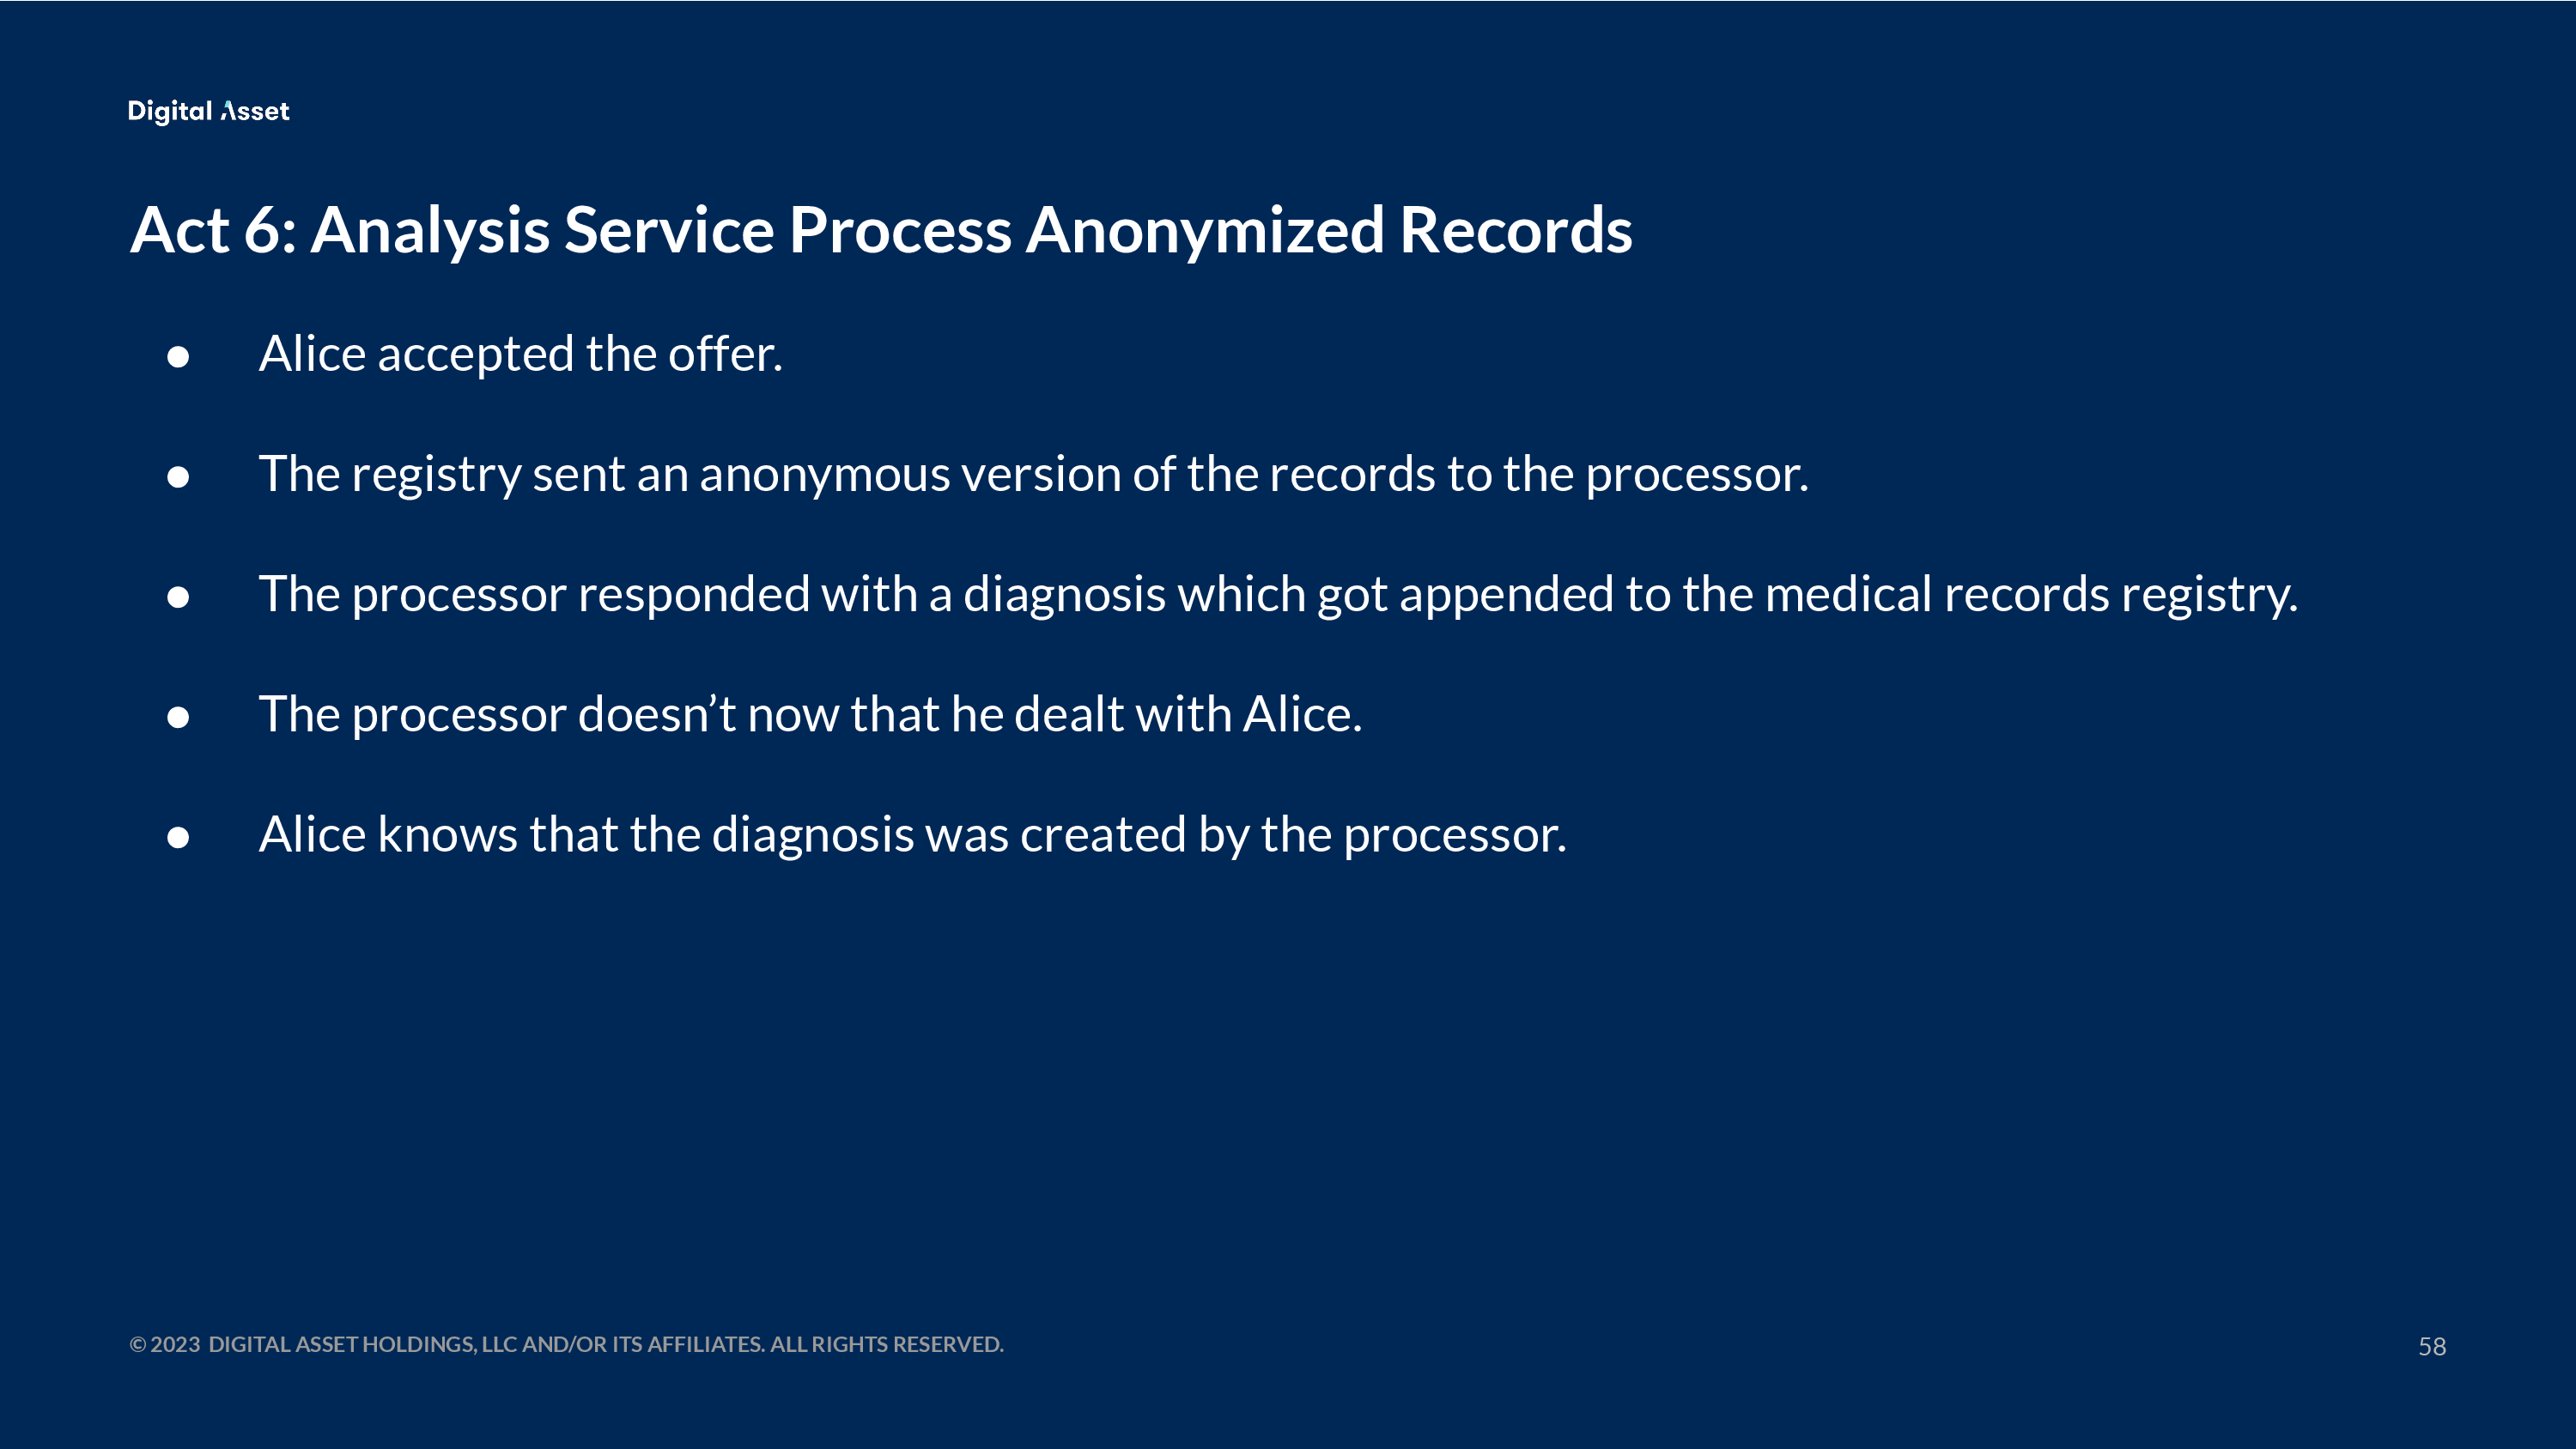 Digital Asset
Act 6: Analysis Service Process Anonymized Records
● Alice accepted the offer.
● The registry sent an anonymous version of the records to the processor.
● The processor responded with a diagnosis which got appended to the medical records registry.
● The processor doesn’t now that he dealt with Alice.
● Alice knows that the diagnosis was created by the processor.
© 2023 DIGITAL ASSET HOLDINGS, LLC AND/OR ITS AFFILIATES. ALL RIGHTS RESERVED.
58